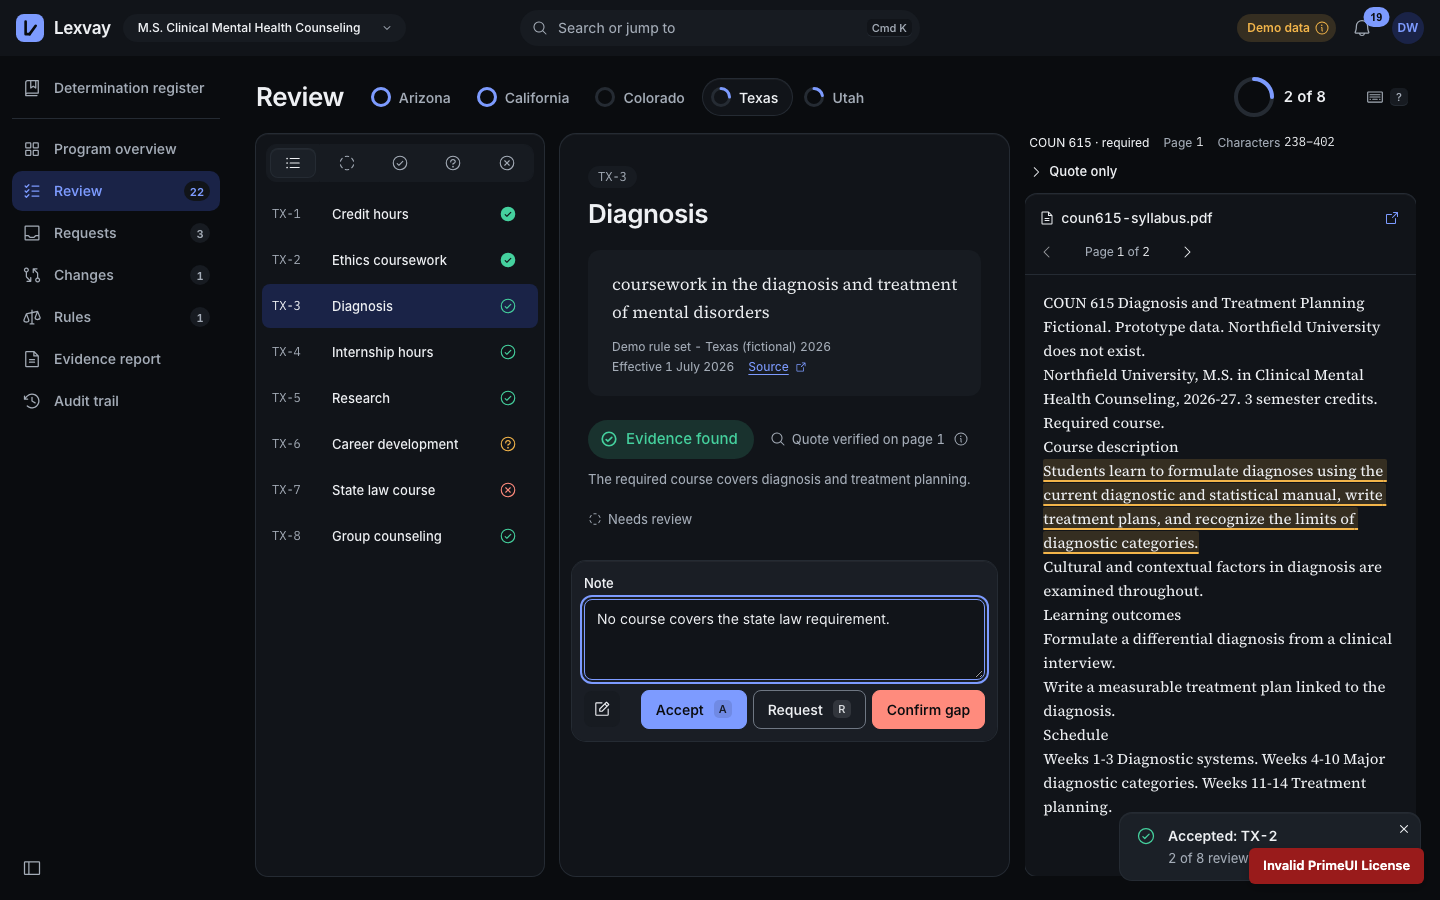 Lexvay
M.S. Clinical Mental Health Counseling
Search or jump to
Cmd K
Demo data
19
DW
Determination register
Program overview
Review 22
Requests 3
Changes 1
Rules 1
Evidence report
Audit trail
Review
Arizona
California
Colorado
Texas
Utah
2 of 8
?
TX-1 Credit hours
TX-2 Ethics coursework
TX-3 Diagnosis
TX-4 Internship hours
TX-5 Research
TX-6 Career development
TX-7 State law course
TX-8 Group counseling
TX-3
Diagnosis
coursework in the diagnosis and treatment
of mental disorders
Demo rule set - Texas (fictional) 2026
Effective 1 July 2026 Source
Evidence found
Quote verified on page 1
The required course covers diagnosis and treatment planning.
Needs review
Note
No course covers the state law requirement.
Accept A
Request R
Confirm gap
COUN 615 · required Page 1 Characters 238–402
Quote only
coun615-syllabus.pdf
Page 1 of 2
COUN 615 Diagnosis and Treatment Planning
Fictional. Prototype data. Northfield University
does not exist.
Northfield University, M.S. in Clinical Mental
Health Counseling, 2026-27. 3 semester credits.
Required course.
Course description
Students learn to formulate diagnoses using the
current diagnostic and statistical manual, write
treatment plans, and recognize the limits of
diagnostic categories.
Cultural and contextual factors in diagnosis are
examined throughout.
Learning outcomes
Formulate a differential diagnosis from a clinical
interview.
Write a measurable treatment plan linked to the
diagnosis.
Schedule
Weeks 1-3 Diagnostic systems. Weeks 4-10 Major
diagnostic categories. Weeks 11-14 Treatment
planning.
Accepted: TX-2
2 of 8 review
Invalid PrimeUI License